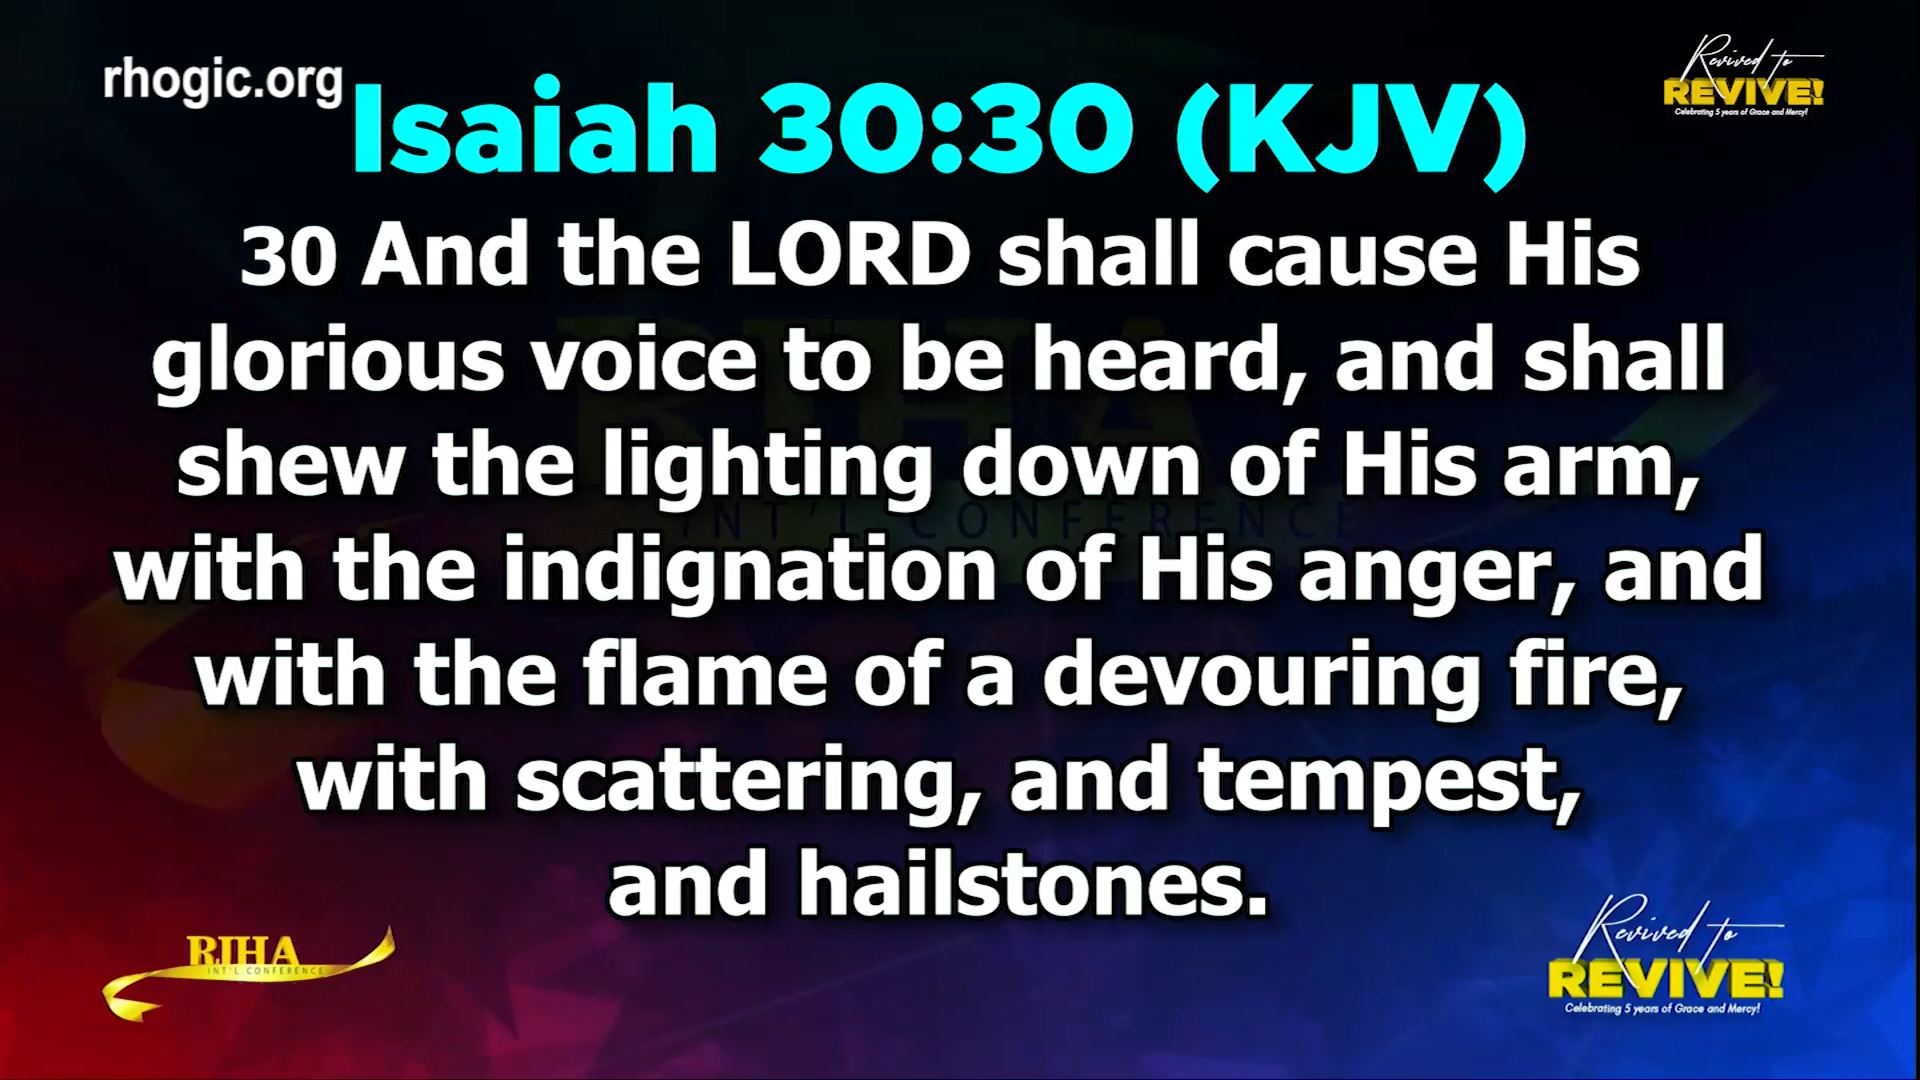 rhogic.org
Revived to
REVIVE!
Celebrating 5 years of Grace and Mercy!
Isaiah 30:30 (KJV)
30 And the LORD shall cause His
glorious voice to be heard, and shall
shew the lighting down of His arm,
with the indignation of His anger, and
with the flame of a devouring fire,
with scattering, and tempest,
and hailstones.
RIHA
INT'L CONFERENCE
RIHA
INT'L CONFERENCE
Revived to
REVIVE!
Celebrating 5 years of Grace and Mercy!